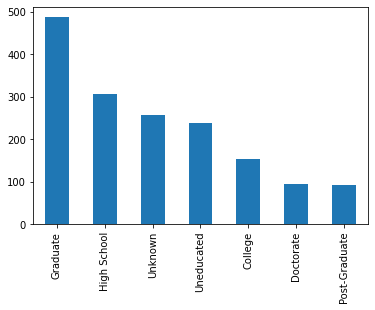 500
400
300
200
100
0
Graduate
High School
Unknown
Uneducated
College
Doctorate
Post-Graduate